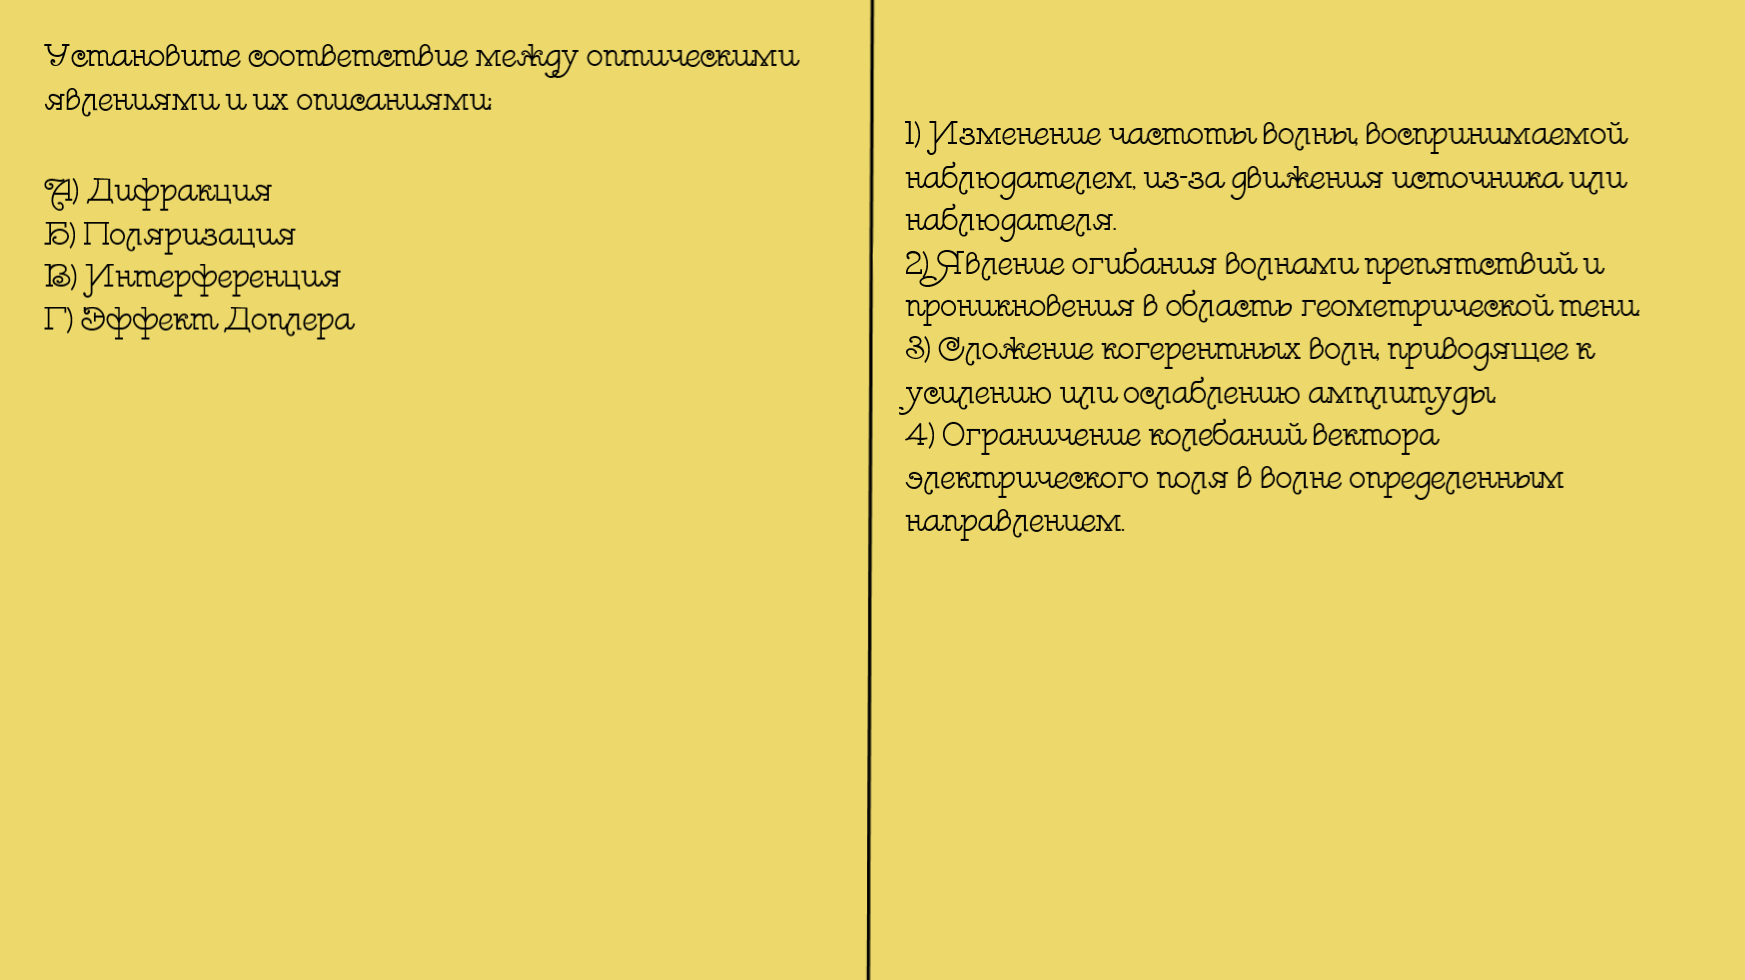 Установите соответствие между оптическими
явлениями и их описаниями:
А) Дифракция
Б) Поляризация
В) Интерференция
Г) Эффект Доплера
1) Изменение частоты волны, воспринимаемой
наблюдателем, из-за движения источника или
наблюдателя.
2) Явление огибания волнами препятствий и
проникновения в область геометрической тени.
3) Сложение когерентных волн, приводящее к
усилению или ослаблению амплитуды.
4) Ограничение колебаний вектора
электрического поля в волне определенным
направлением.